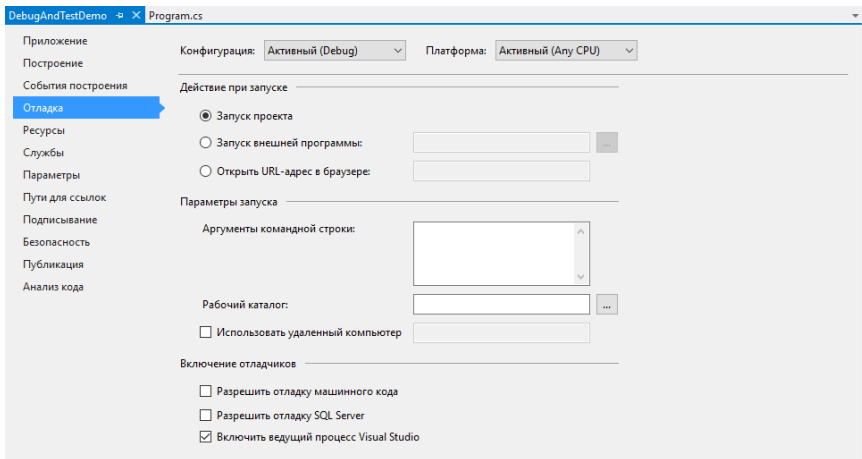 DebugAndTestDemo Program.cs
Приложение
Построение
События построения
Отладка
Ресурсы
Службы
Параметры
Пути для ссылок
Подписывание
Безопасность
Публикация
Анализ кода
Конфигурация: Активный (Debug) Платформа: Активный (Any CPU)
Действие при запуске
Запуск проекта
Запуск внешней программы: ...
Открыть URL-адрес в браузере:
Параметры запуска
Аргументы командной строки:
Рабочий каталог: ...
Использовать удаленный компьютер
Включение отладчиков
Разрешить отладку машинного кода
Разрешить отладку SQL Server
Включить ведущий процесс Visual Studio